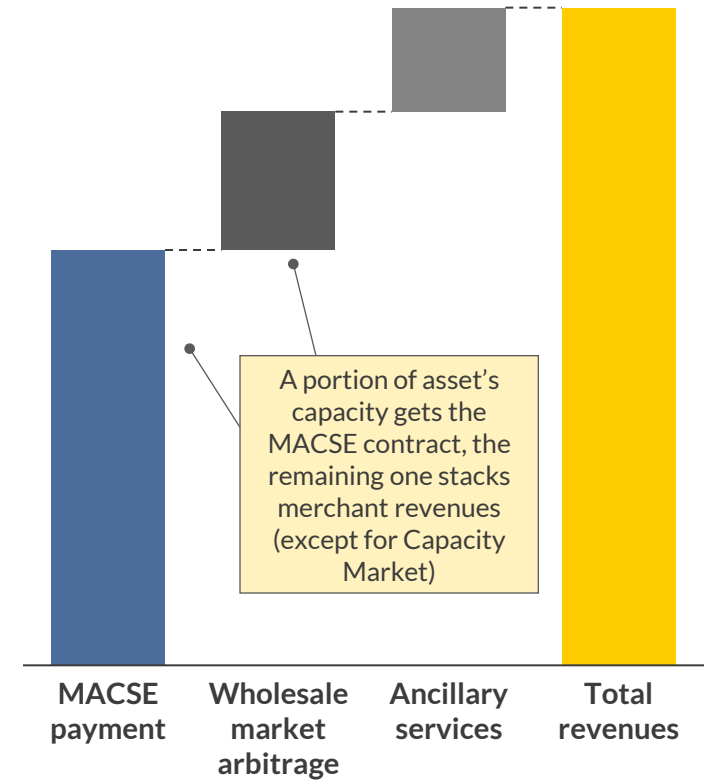 A portion of asset’s
capacity gets the
MACSE contract, the
remaining one stacks
merchant revenues
(except for Capacity
Market)
MACSE
payment
Wholesale
market
arbitrage
Ancillary
services
Total
revenues